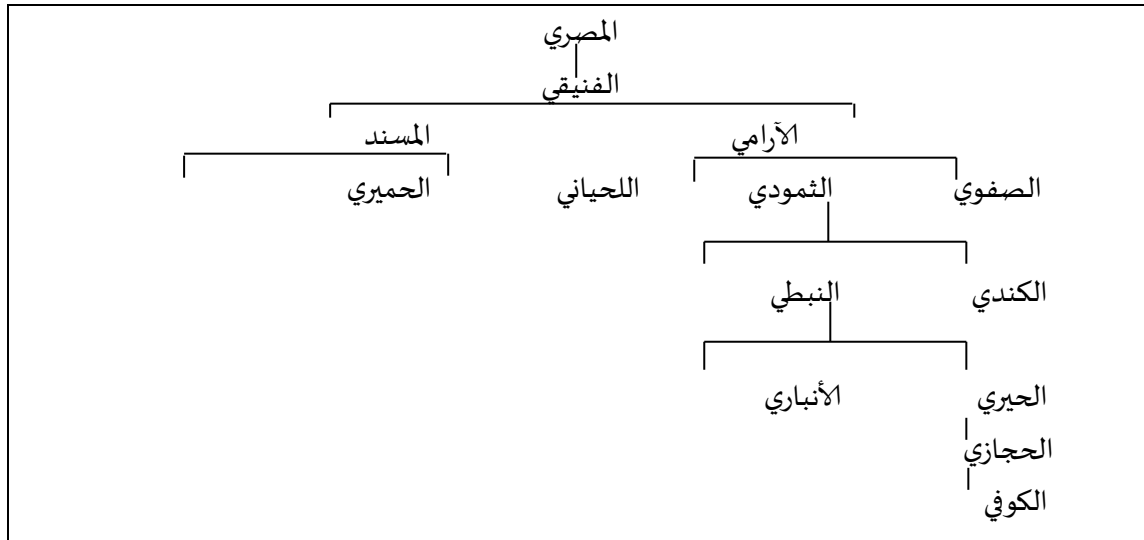 المصري
الفنيقي
الآرامي المسند
الصفوي الثمودي اللحياني الحميري
الكندي النبطي
الحيري الأنباري
الحجازي
الكوفي